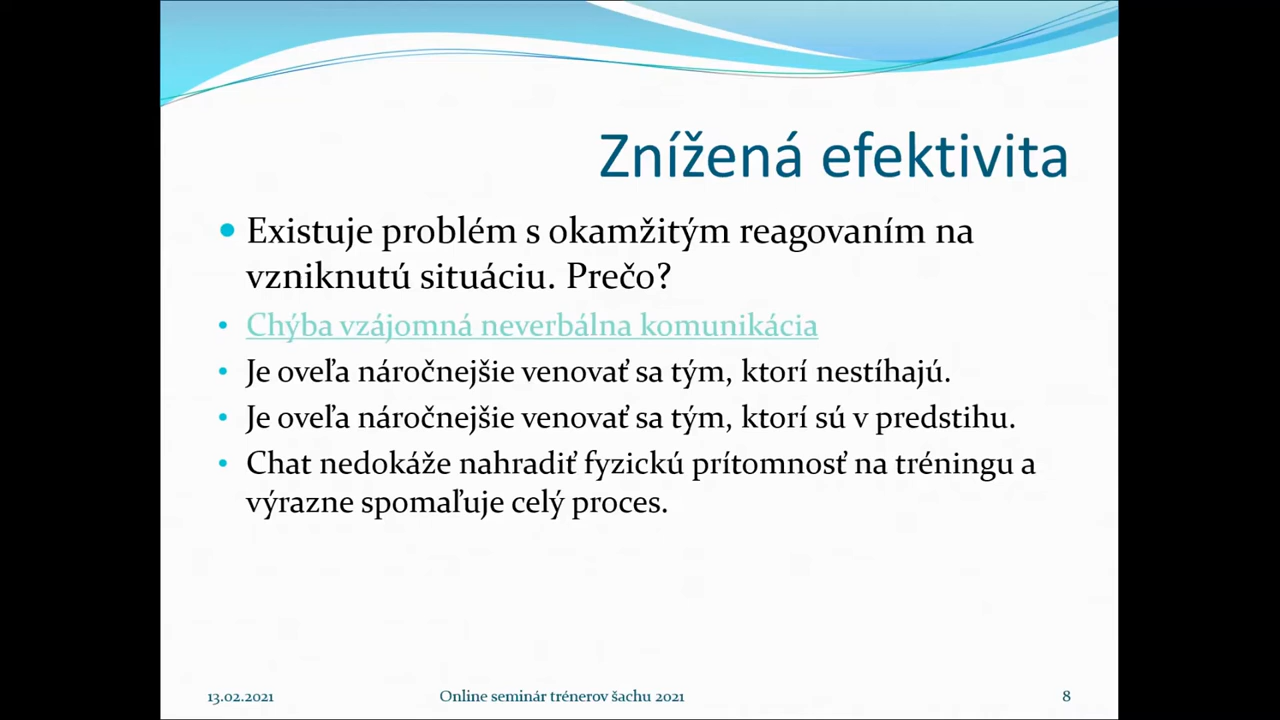 Znížená efektivita
Existuje problém s okamžitým reagovaním na
vzniknutú situáciu. Prečo?
Chýba vzájomná neverbálna komunikácia
Je oveľa náročnejšie venovať sa tým, ktorí nestíhajú.
Je oveľa náročnejšie venovať sa tým, ktorí sú v predstihu.
Chat nedokáže nahradiť fyzickú prítomnosť na tréningu a
výrazne spomaľuje celý proces.
13.02.2021
Online seminár trénerov šachu 2021
8